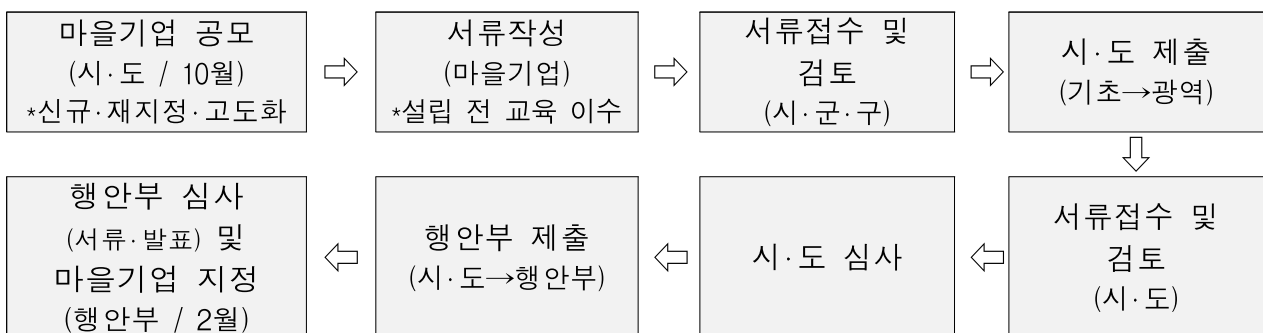 마을기업 공모
(시·도 / 10월)
*신규·재지정·고도화
⇨
서류작성
(마을기업)
*설립 전 교육 이수
⇨
서류접수 및
검토
(시·군·구)
⇨
시·도 제출
(기초→광역)
⇩
서류접수 및
검토
(시·도)
⇦
시·도 심사
⇦
행안부 제출
(시·도→행안부)
⇦
행안부 심사
(서류·발표) 및
마을기업 지정
(행안부 / 2월)